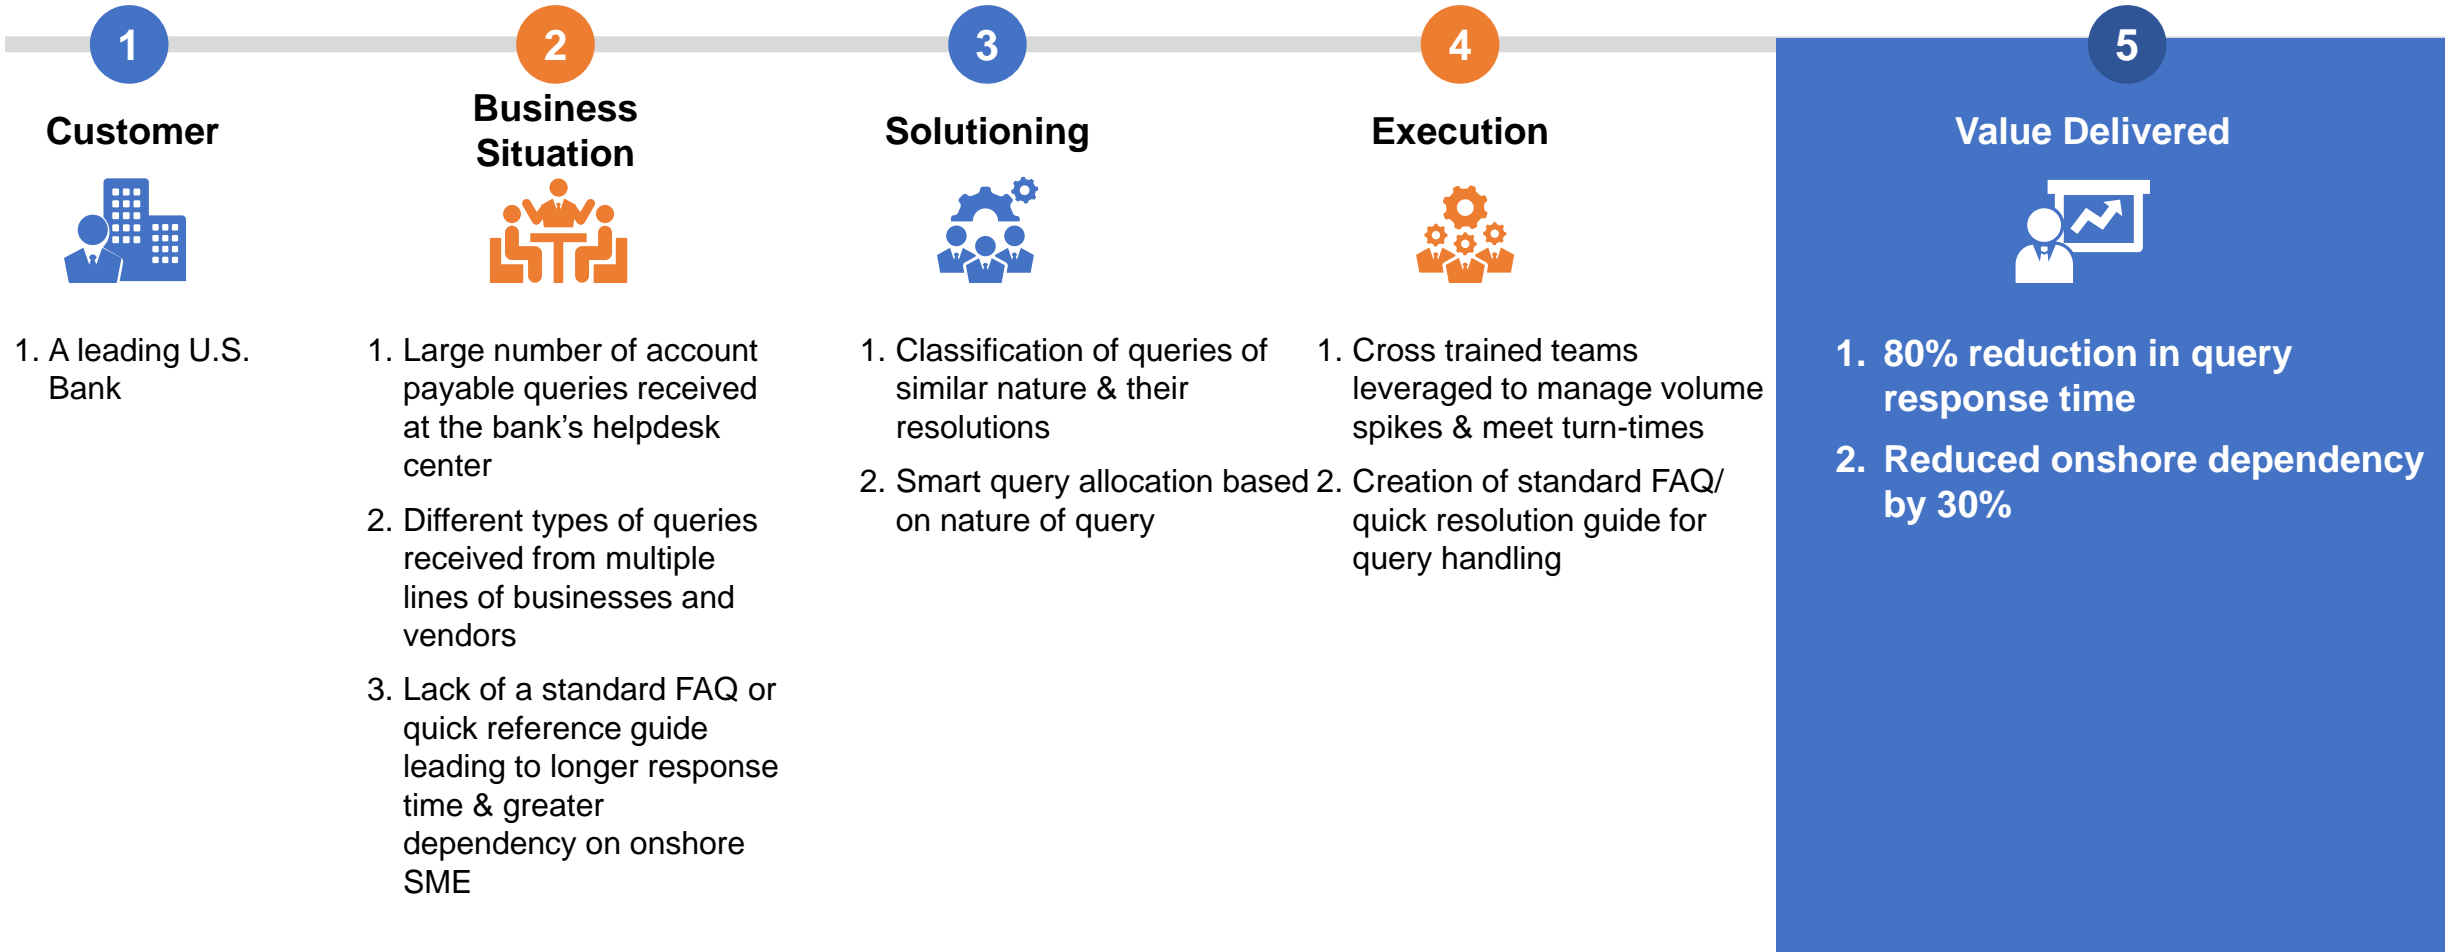 1
Customer
1. A leading U.S.
Bank
2
Business
Situation
1. Large number of account
payable queries received
at the bank’s helpdesk
center
2. Different types of queries
received from multiple
lines of businesses and
vendors
3. Lack of a standard FAQ or
quick reference guide
leading to longer response
time & greater
dependency on onshore
SME
3
Solutioning
1. Classification of queries of
similar nature & their
resolutions
2. Smart query allocation based
on nature of query
4
Execution
1. Cross trained teams
leveraged to manage volume
spikes & meet turn-times
2. Creation of standard FAQ/
quick resolution guide for
query handling
5
Value Delivered
1. 80% reduction in query
response time
2. Reduced onshore dependency
by 30%